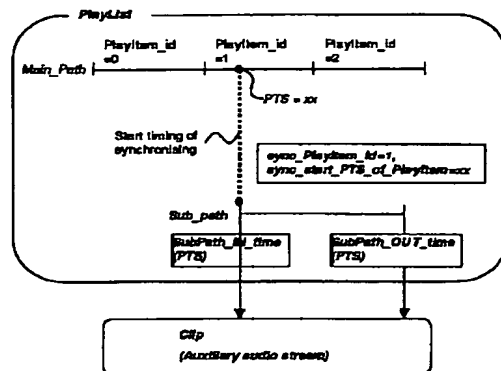 PlayList
PlayItem_id
=0
PlayItem_id
=1
PlayItem_id
=2
Main_Path
PTS = xx
Start timing of
synchronising
sync_PlayItem_id=1,
sync_start_PTS_of_PlayItem=xx
Sub_path
SubPath_IN_time
(PTS)
SubPath_OUT_time
(PTS)
Clip
(Auxiliary audio stream)